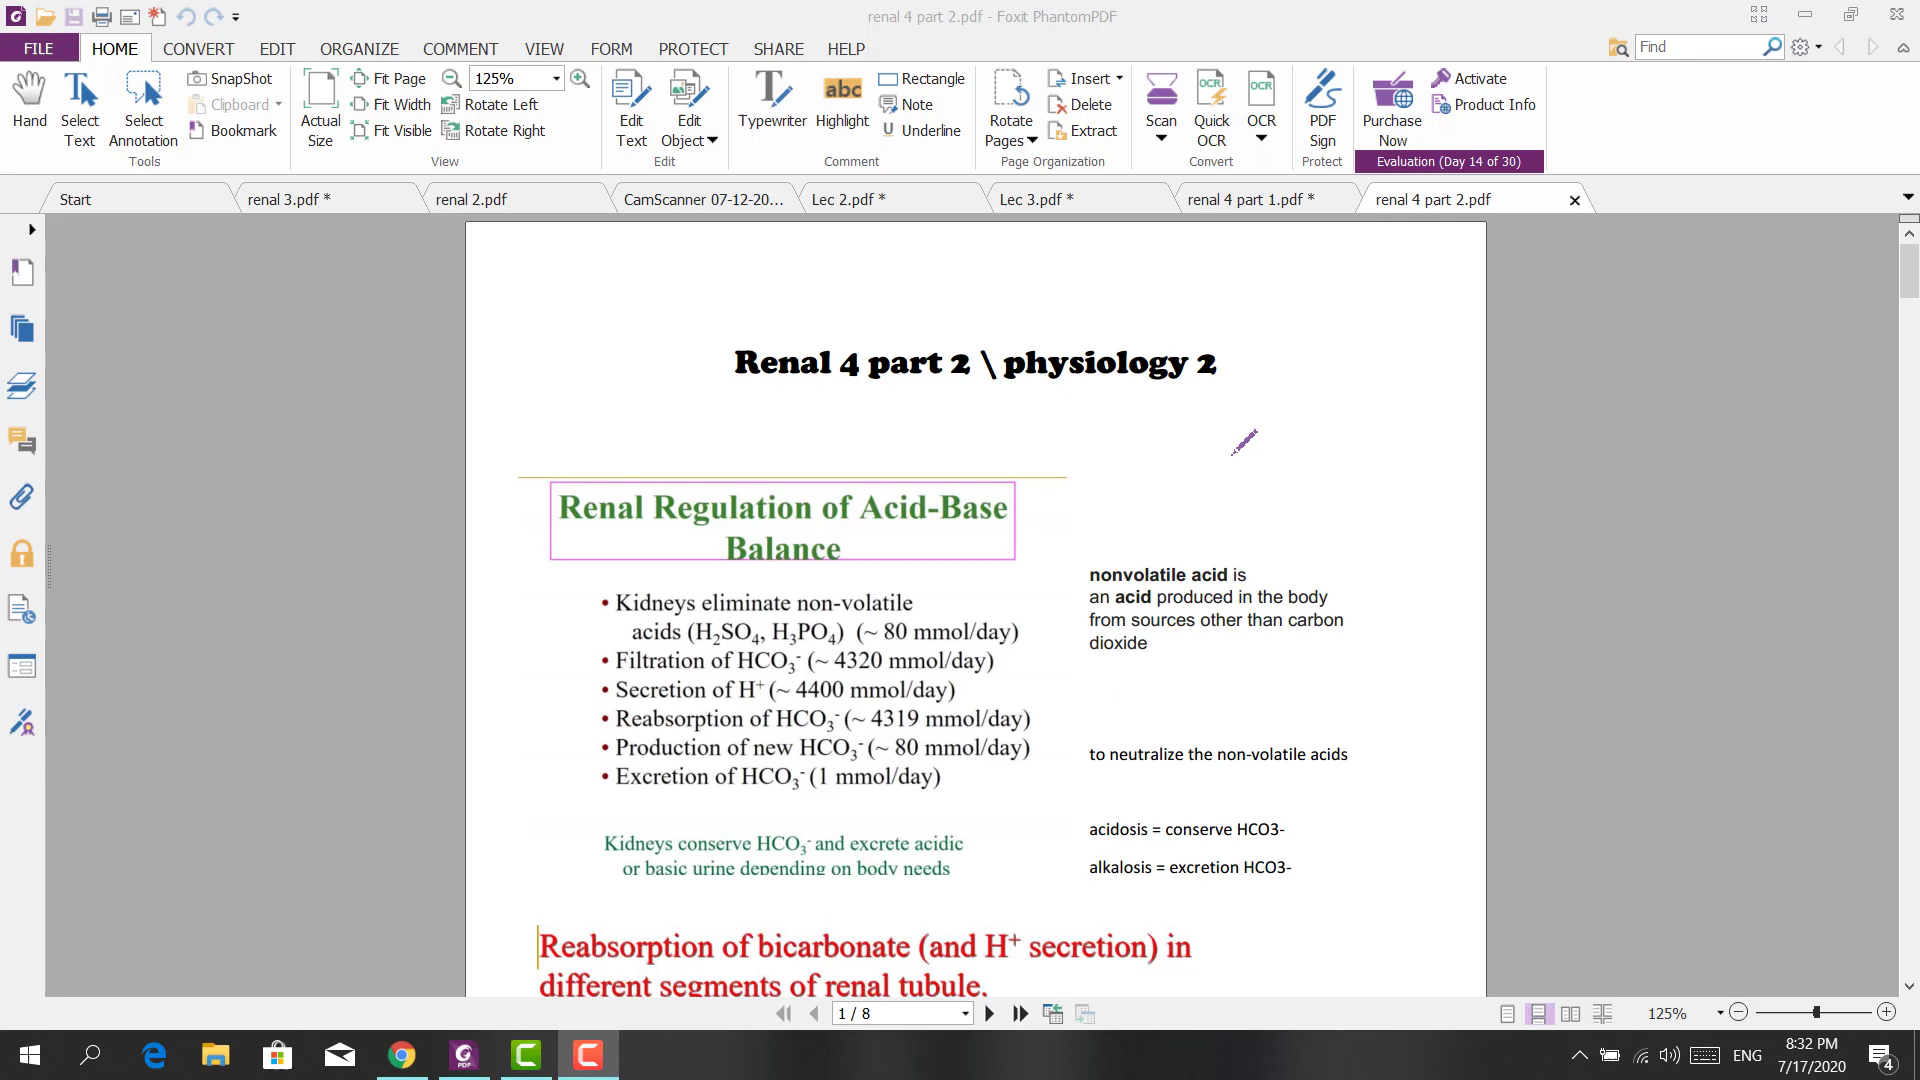 renal 4 part 2.pdf - Foxit PhantomPDF
FILE HOME CONVERT EDIT ORGANIZE COMMENT VIEW FORM PROTECT SHARE HELP Find
Hand
Select Text
Select Annotation
SnapShot
Clipboard
Bookmark
Tools
Actual Size
Fit Page
Fit Width
Fit Visible
125%
Rotate Left
Rotate Right
View
Edit Text
Edit Object
Edit
Typewriter
abc
Highlight
Rectangle
Note
Underline
Comment
Rotate Pages
Insert
Delete
Extract
Page Organization
Scan
OCR
Quick OCR
OCR
OCR
Convert
PDF Sign
Protect
Purchase Now
Activate
Product Info
Evaluation (Day 14 of 30)
Start renal 3.pdf * renal 2.pdf CamScanner 07-12-20... Lec 2.pdf * Lec 3.pdf * renal 4 part 1.pdf * renal 4 part 2.pdf
Renal 4 part 2 \ physiology 2
Renal Regulation of Acid-Base
Balance
• Kidneys eliminate non-volatile
acids (H2SO4, H3PO4) (~ 80 mmol/day)
• Filtration of HCO3- (~ 4320 mmol/day)
• Secretion of H+ (~ 4400 mmol/day)
• Reabsorption of HCO3- (~ 4319 mmol/day)
• Production of new HCO3- (~ 80 mmol/day)
• Excretion of HCO3- (1 mmol/day)
Kidneys conserve HCO3- and excrete acidic
or basic urine depending on body needs
nonvolatile acid is
an acid produced in the body
from sources other than carbon
dioxide
to neutralize the non-volatile acids
acidosis = conserve HCO3-
alkalosis = excretion HCO3-
Reabsorption of bicarbonate (and H+ secretion) in
different segments of renal tubule.
1 / 8
125%
PDF
ENG
8:32 PM
7/17/2020
4